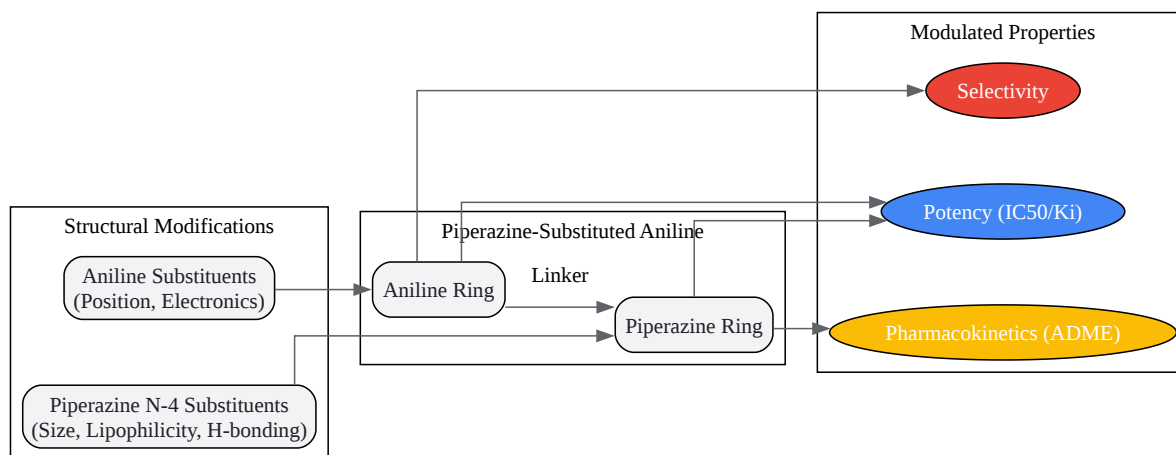 Structural Modifications
Aniline Substituents
(Position, Electronics)
Piperazine N-4 Substituents
(Size, Lipophilicity, H-bonding)
Piperazine-Substituted Aniline
Aniline Ring
Linker
Piperazine Ring
Modulated Properties
Selectivity
Potency (IC50/Ki)
Pharmacokinetics (ADME)